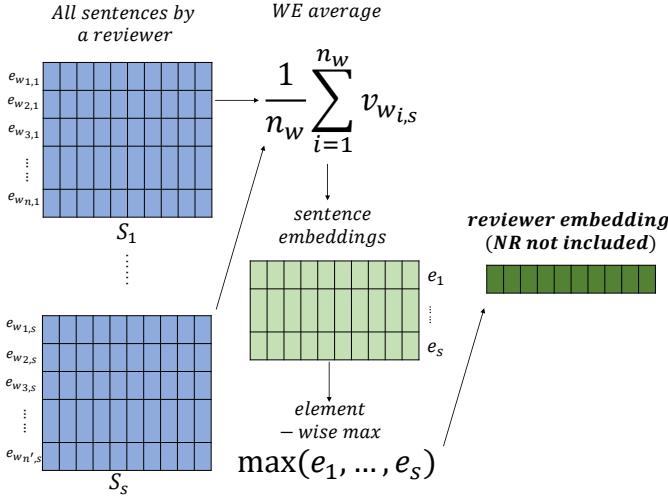 All sentences by
a reviewer
e_{w_{1,1}}
e_{w_{2,1}}
e_{w_{3,1}}
......
e_{w_{n,1}}
S_1
......
e_{w_{1,s}}
e_{w_{2,s}}
e_{w_{3,s}}
......
e_{w_{n',s}}
S_s
WE average
\frac{1}{n_w} \sum_{i=1}^{n_w} v_{w_{i,s}}
sentence
embeddings
e_1
......
e_s
element
– wise max
max(e_1, … , e_s)
reviewer embedding
(NR not included)